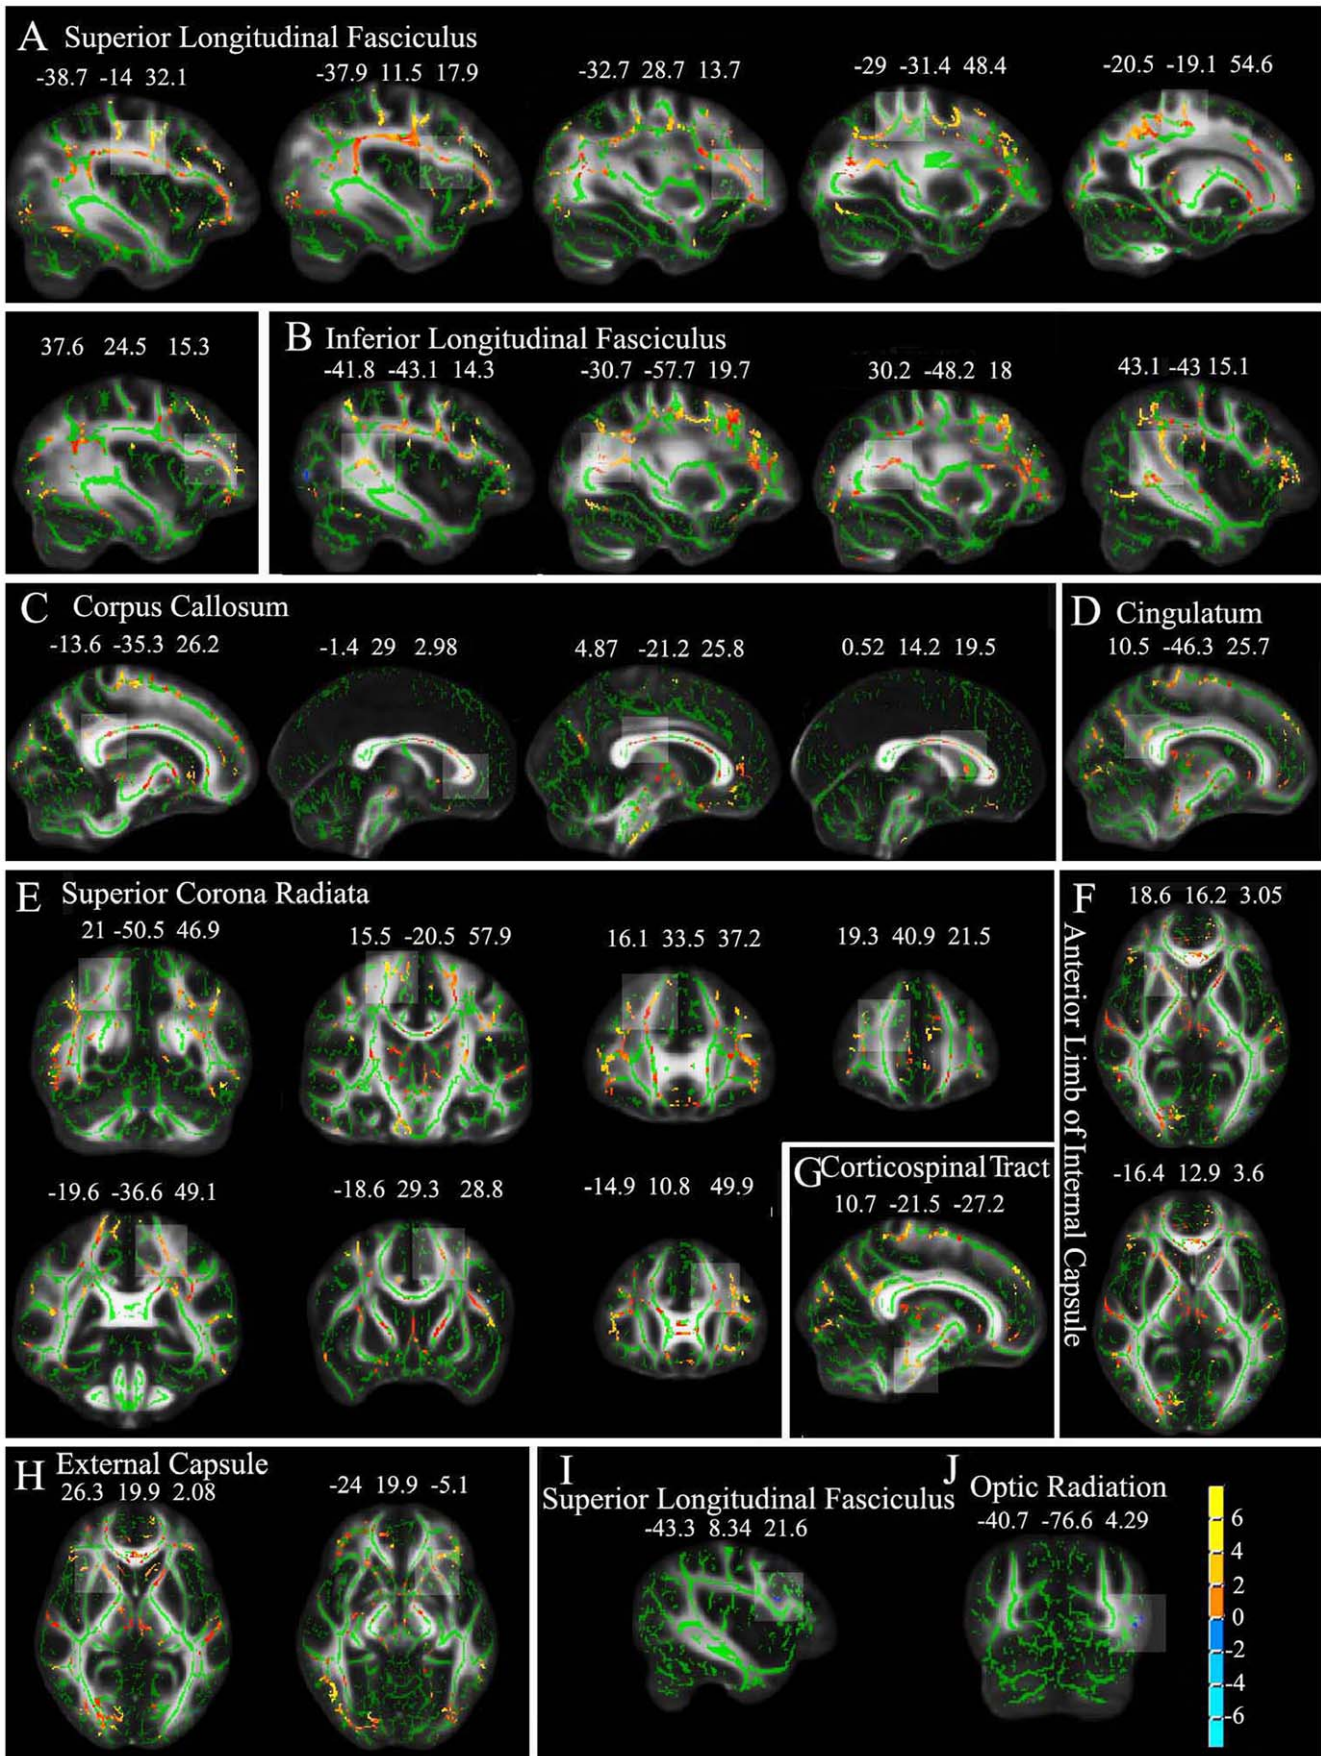 A Superior Longitudinal Fasciculus
-38.7 -14 32.1
-37.9 11.5 17.9
-32.7 28.7 13.7
-29 -31.4 48.4
-20.5 -19.1 54.6
37.6 24.5 15.3
B Inferior Longitudinal Fasciculus
-41.8 -43.1 14.3
-30.7 -57.7 19.7
30.2 -48.2 18
43.1 -43 15.1
C Corpus Callosum
-13.6 -35.3 26.2
-1.4 29 2.98
4.87 -21.2 25.8
0.52 14.2 19.5
D Cingulatum
10.5 -46.3 25.7
E Superior Corona Radiata
21 -50.5 46.9
15.5 -20.5 57.9
16.1 33.5 37.2
19.3 40.9 21.5
-19.6 -36.6 49.1
-18.6 29.3 28.8
-14.9 10.8 49.9
F Anterior Limb of Internal Capsule
18.6 16.2 3.05
-16.4 12.9 3.6
G Corticospinal Tract
10.7 -21.5 -27.2
H External Capsule
26.3 19.9 2.08
-24 19.9 -5.1
I
Superior Longitudinal Fasciculus
-43.3 8.34 21.6
J Optic Radiation
-40.7 -76.6 4.29
6
4
2
0
-2
-4
-6